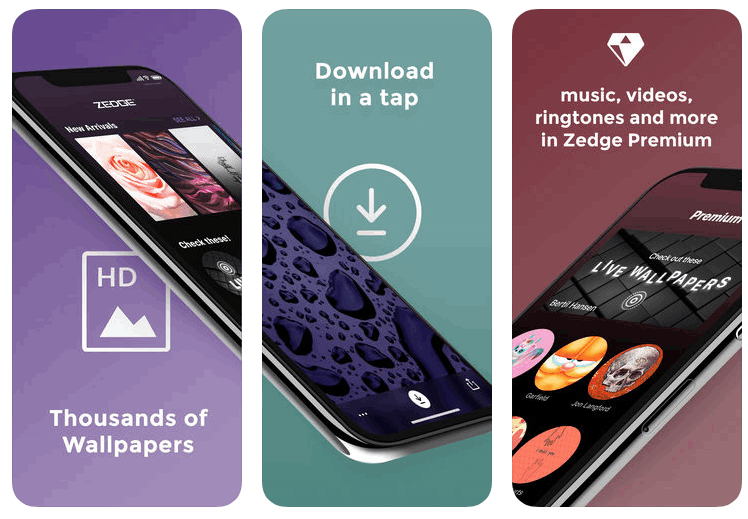 ZEDGE
New Arrivals
SEE ALL >
Check these!
HD
Thousands of
Wallpapers
Download
in a tap
music, videos,
ringtones and more
in Zedge Premium
Premium
Check out these
LIVE WALLPAPERS
Bertil Hansen
Garfield
Jon Langford